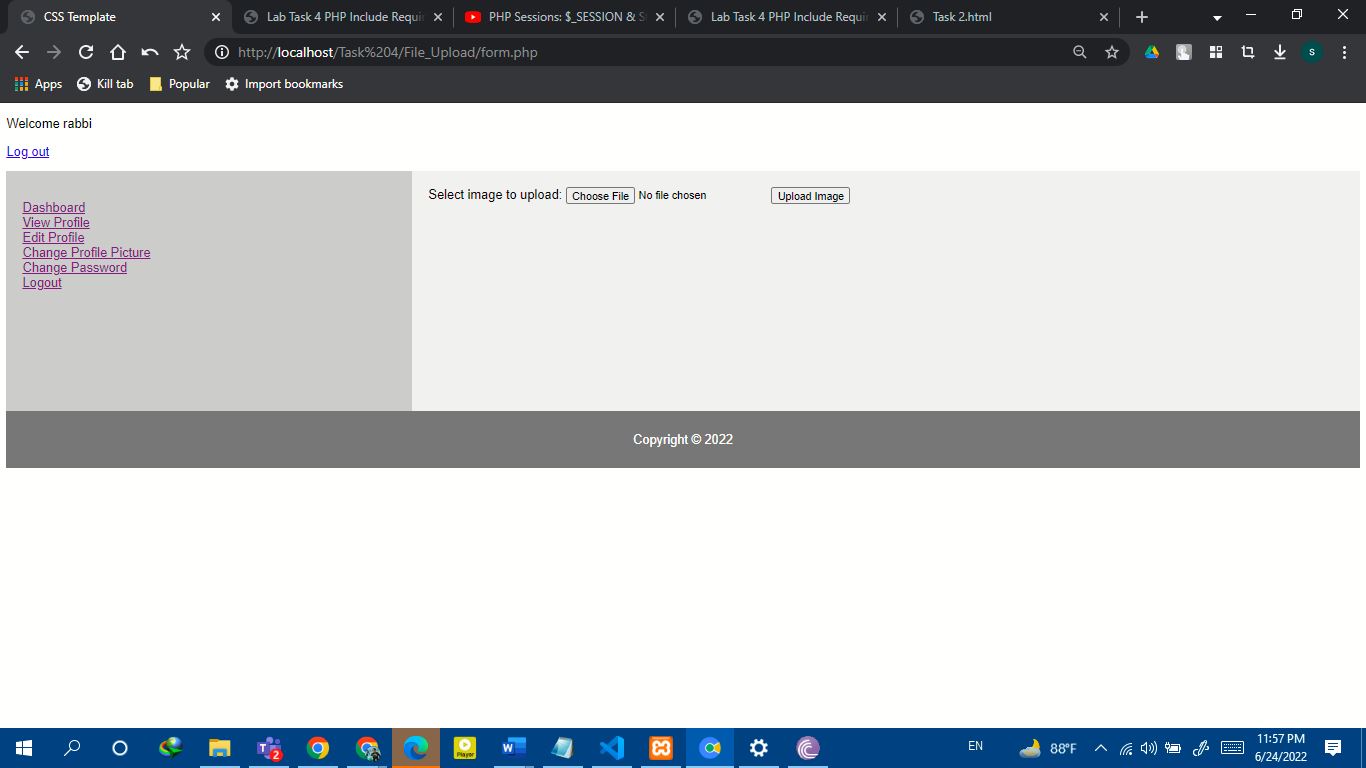 CSS Template
Lab Task 4 PHP Include Requi
PHP Sessions: $_SESSION & S
Lab Task 4 PHP Include Requi
Task 2.html
http://localhost/Task%204/File_Upload/form.php
S
Apps
Kill tab
Popular
Import bookmarks
Welcome rabbi
Log out
Dashboard
View Profile
Edit Profile
Change Profile Picture
Change Password
Logout
Select image to upload: Choose File No file chosen Upload Image
Copyright © 2022
2
Player
EN
88°F
11:57 PM
6/24/2022